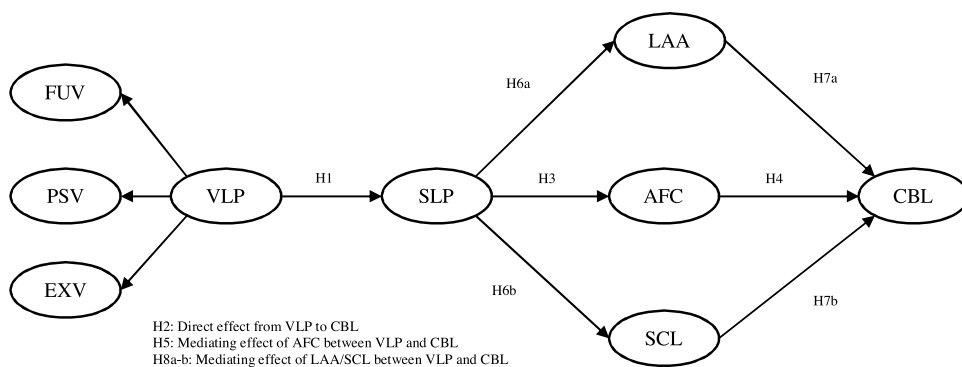 LAA
FUV
H6a
H7a
PSV
VLP
H1
SLP
H3
AFC
H4
CBL
EXV
H6b
H7b
SCL
H2: Direct effect from VLP to CBL
H5: Mediating effect of AFC between VLP and CBL
H8a-b: Mediating effect of LAA/SCL between VLP and CBL